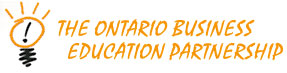 THE ONTARIO BUSINESS
EDUCATION PARTNERSHIP